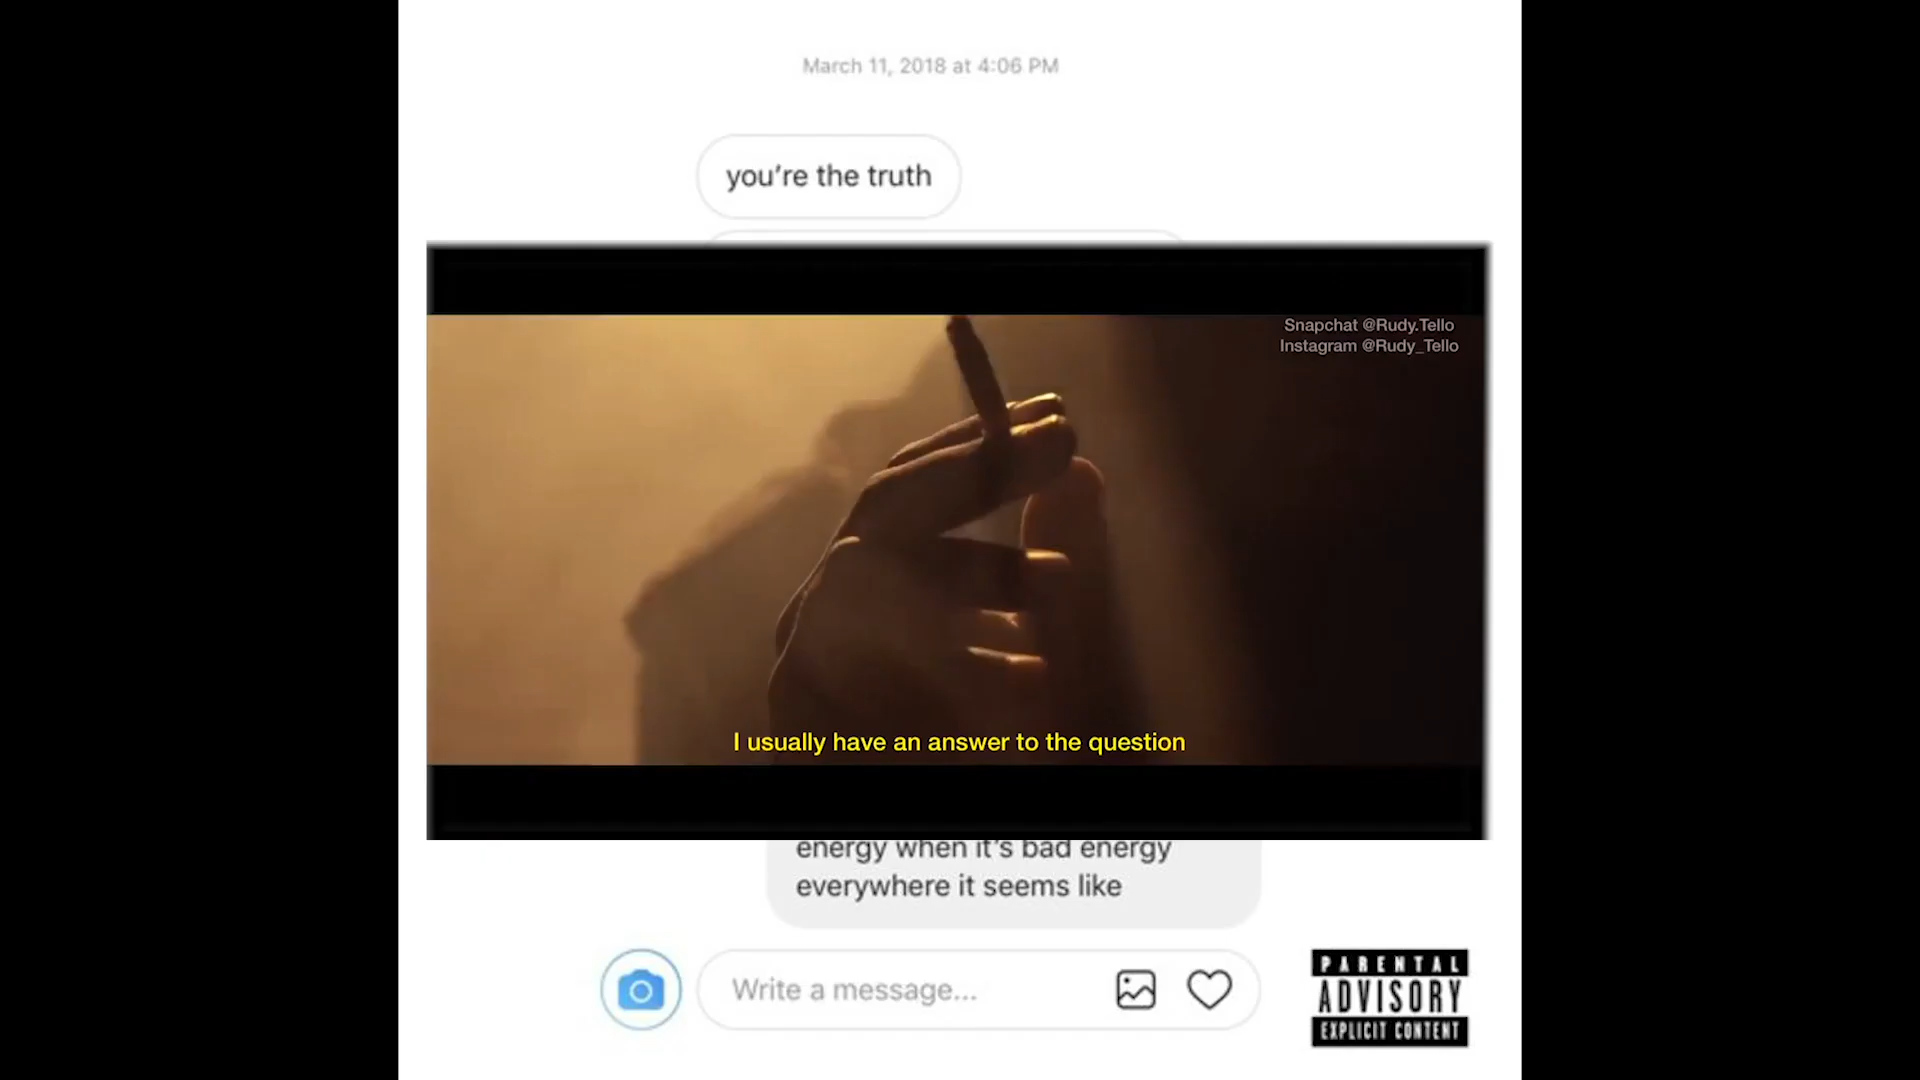 March 11, 2018 at 4:06 PM
you're the truth
Snapchat @Rudy.Tello
Instagram @Rudy_Tello
I usually have an answer to the question
energy when it's bad energy
everywhere it seems like
Write a message...
PARENTAL
ADVISORY
EXPLICIT CONTENT